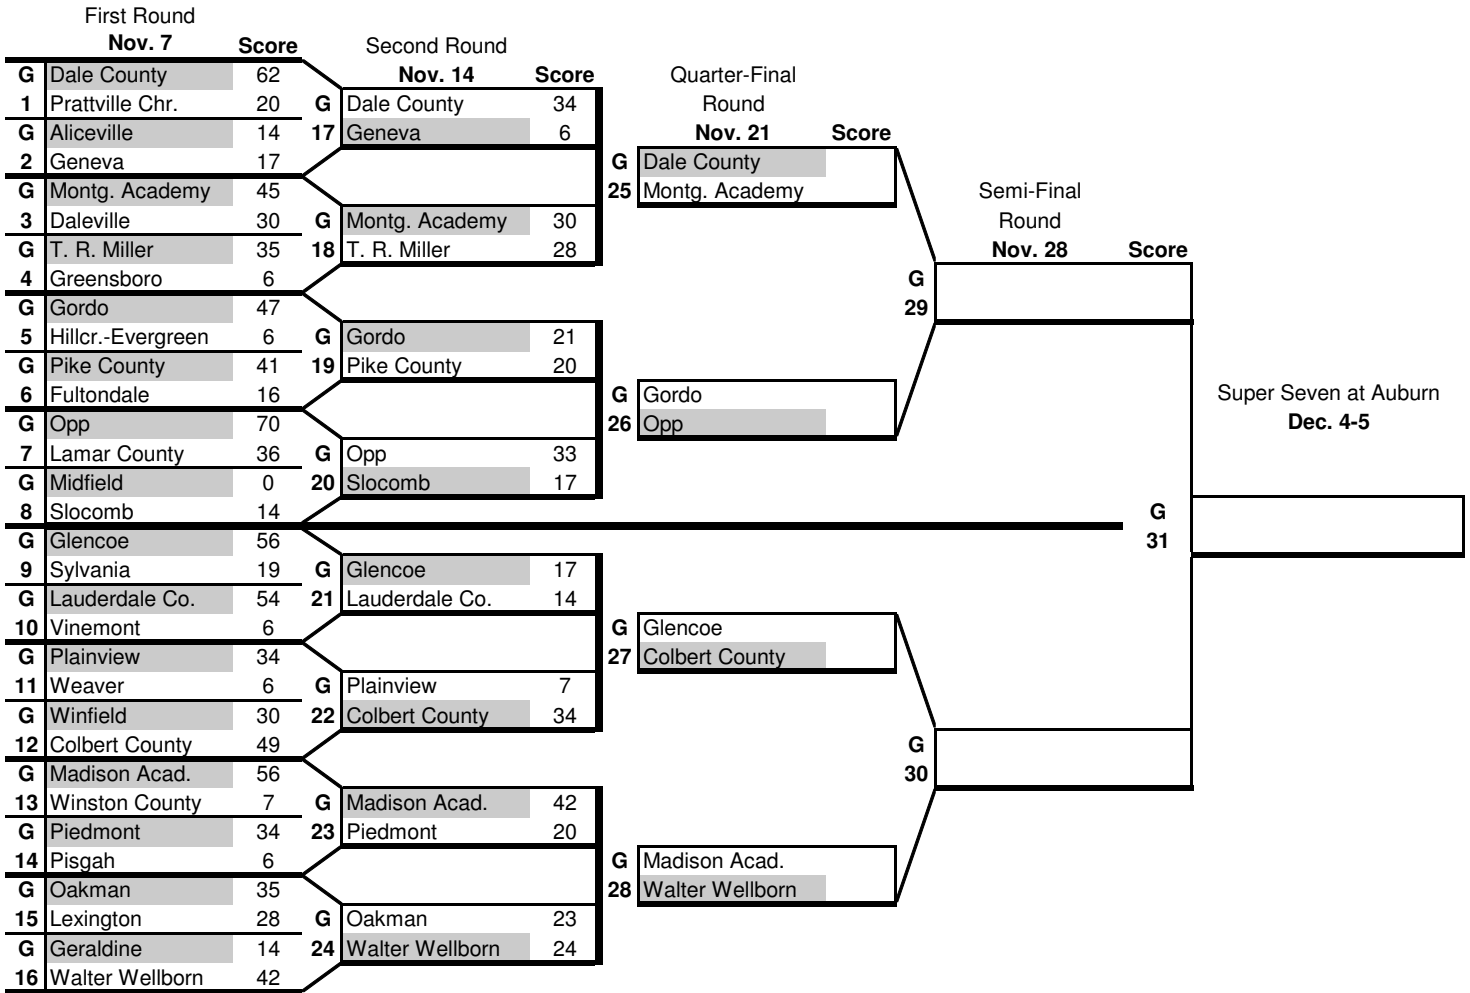 First Round
Nov. 7 Score
G Dale County 62
1 Prattville Chr. 20
G Aliceville 14
2 Geneva 17
G Montg. Academy 45
3 Daleville 30
G T. R. Miller 35
4 Greensboro 6
G Gordo 47
5 Hillcr.-Evergreen 6
G Pike County 41
6 Fultondale 16
G Opp 70
7 Lamar County 36
G Midfield 0
8 Slocomb 14
G Glencoe 56
9 Sylvania 19
G Lauderdale Co. 54
10 Vinemont 6
G Plainview 34
11 Weaver 6
G Winfield 30
12 Colbert County 49
G Madison Acad. 56
13 Winston County 7
G Piedmont 34
14 Pisgah 6
G Oakman 35
15 Lexington 28
G Geraldine 14
16 Walter Wellborn 42
Second Round
Nov. 14 Score
G Dale County 34
17 Geneva 6
G Montg. Academy 30
18 T. R. Miller 28
G Gordo 21
19 Pike County 20
G Opp 33
20 Slocomb 17
G Glencoe 17
21 Lauderdale Co. 14
G Plainview 7
22 Colbert County 34
G Madison Acad. 42
23 Piedmont 20
G Oakman 23
24 Walter Wellborn 24
Quarter-Final
Round
Nov. 21 Score
G Dale County
25 Montg. Academy
G Gordo
26 Opp
G Glencoe
27 Colbert County
G Madison Acad.
28 Walter Wellborn
Semi-Final
Round
Nov. 28 Score
G
29
G
30
Super Seven at Auburn
Dec. 4-5
G
31